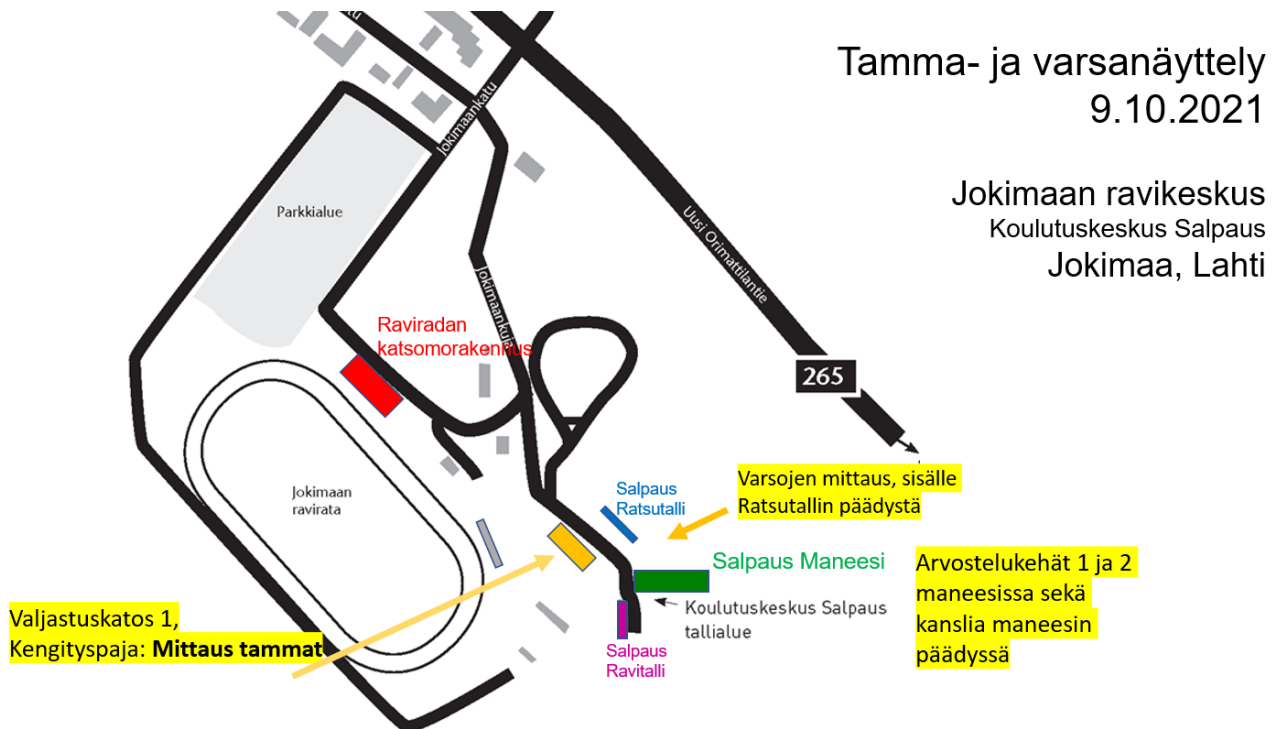 Tamma- ja varsanäyttely
9.10.2021
Jokimaan ravikeskus
Koulutuskeskus Salpaus
Jokimaa, Lahti
Jokimaankatu
Parkkialue
Uusi Orimattilantie
Jokimaankuja
Raviradan
katsomorakennus
265
Jokimaan
ravirata
Salpaus
Ratsutalli
Varsojen mittaus, sisälle
Ratsutallin päädystä
Salpaus Maneesi
Koulutuskeskus Salpaus
tallialue
Arvostelukehät 1 ja 2
maneesissa sekä
kanslia maneesin
päädyssä
Valjastuskatos 1,
Kengityspaja: Mittaus tammat
Salpaus
Ravitalli